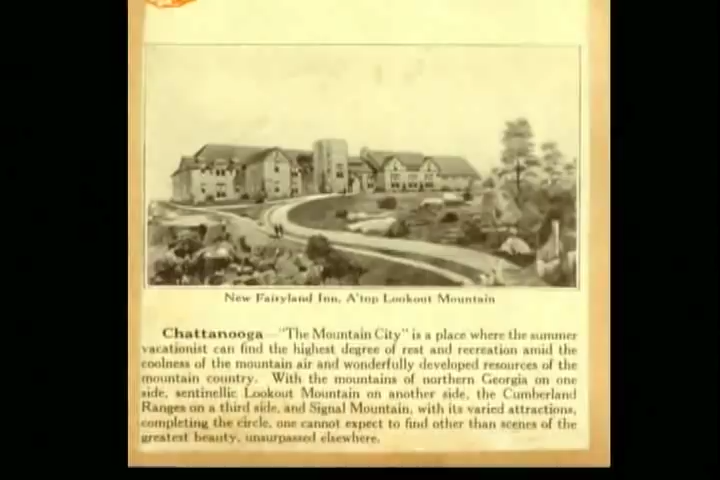 New Fairyland Inn, A'top Lookout Mountain
Chattanooga—"The Mountain City" is a place where the summer
vacationist can find the highest degree of rest and recreation amid the
coolness of the mountain air and wonderfully developed resources of the
mountain country. With the mountains of northern Georgia on one
side, sentinellic Lookout Mountain on another side, the Cumberland
Ranges on a third side, and Signal Mountain, with its varied attractions,
completing the circle, one cannot expect to find other than scenes of the
greatest beauty, unsurpassed elsewhere.